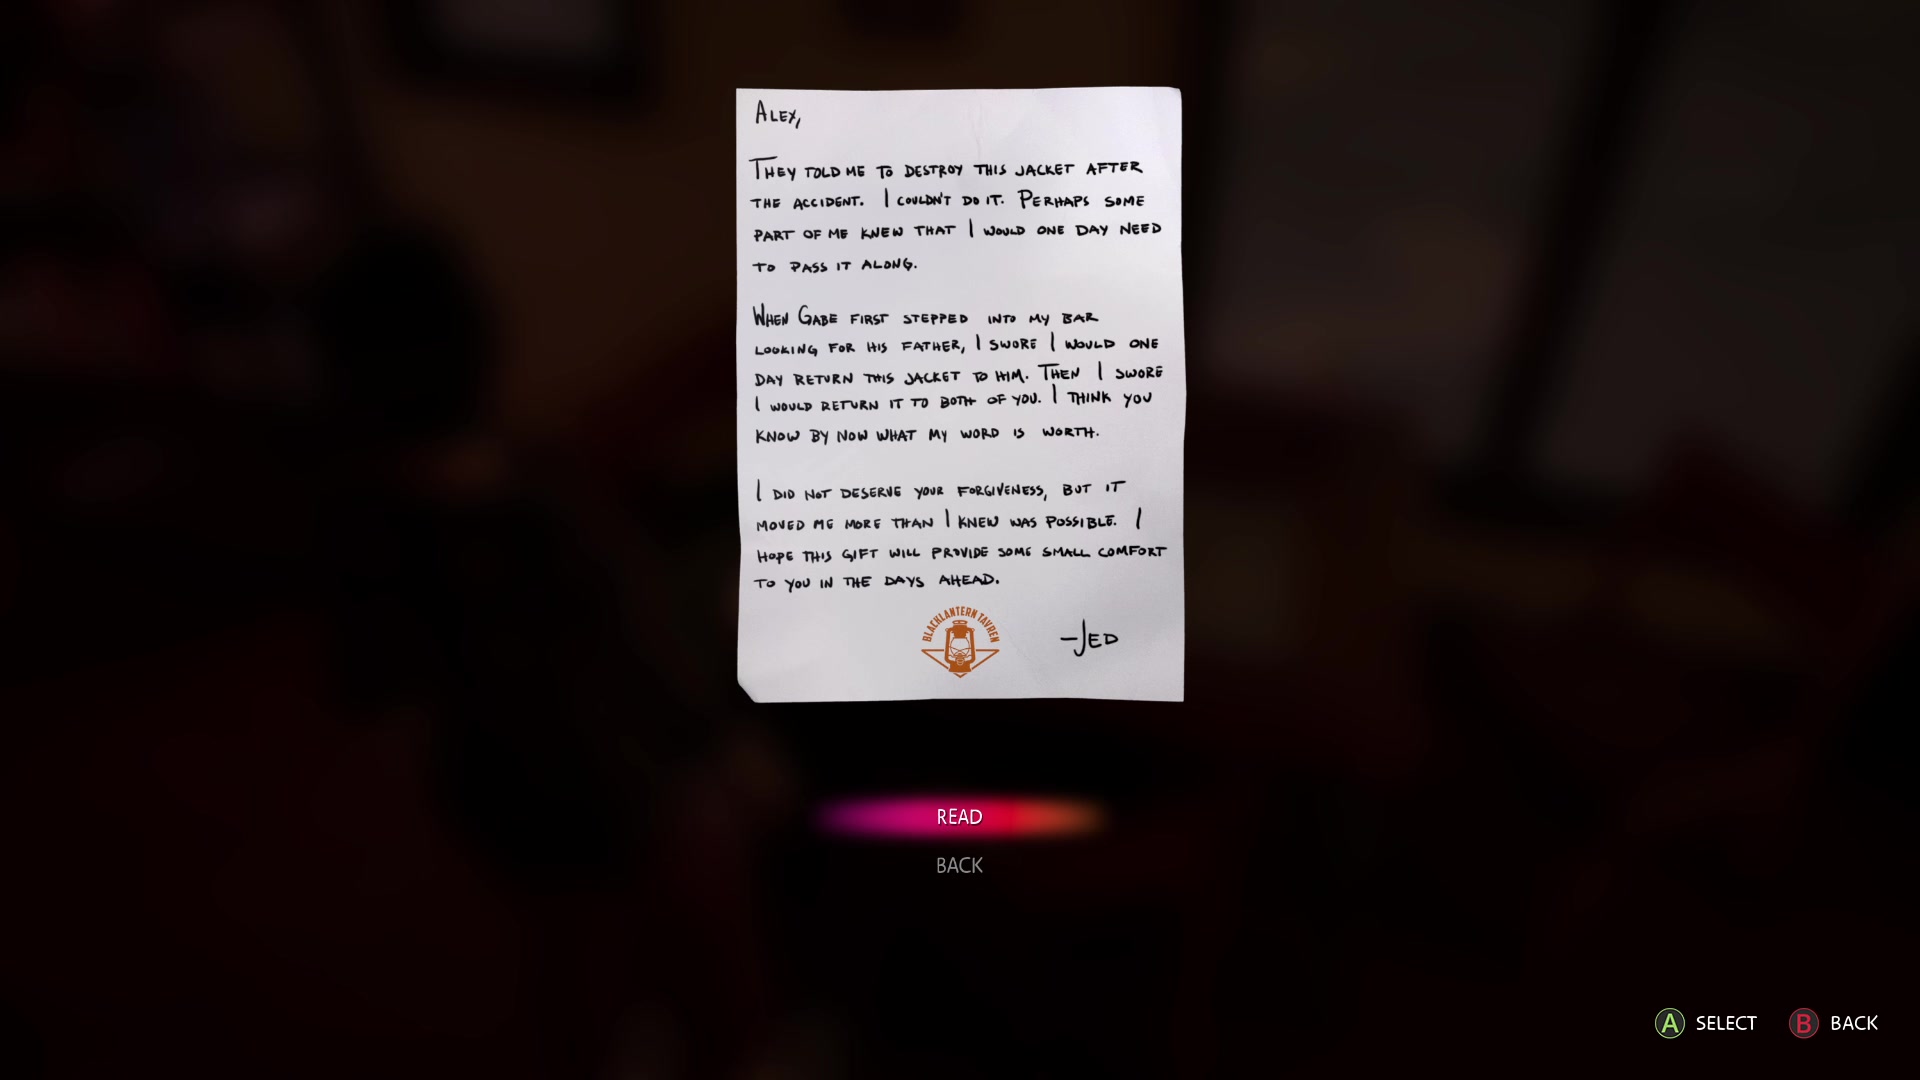 Alex,
They told me to destroy this jacket after
the accident. I couldn't do it. Perhaps some
part of me knew that I would one day need
to pass it along.
When Gabe first stepped into my bar
looking for his father, I swore I would one
day return this jacket to him. Then I swore
I would return it to both of you. I think you
know by now what my word is worth.
I did not deserve your forgiveness, but it
moved me more than I knew was possible. I
hope this gift will provide some small comfort
to you in the days ahead.
BLACKLANTERN TAVREN
-Jed
READ
BACK
A SELECT B BACK